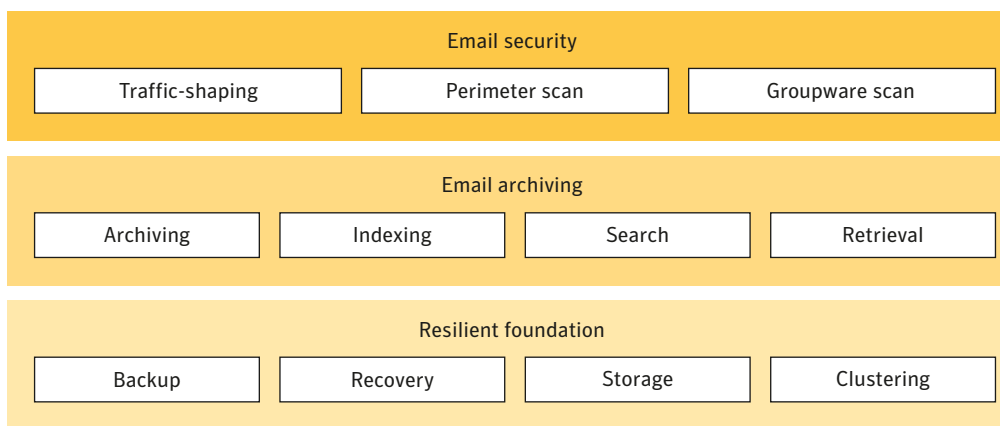 Email security
Traffic-shaping
Perimeter scan
Groupware scan
Email archiving
Archiving
Indexing
Search
Retrieval
Resilient foundation
Backup
Recovery
Storage
Clustering